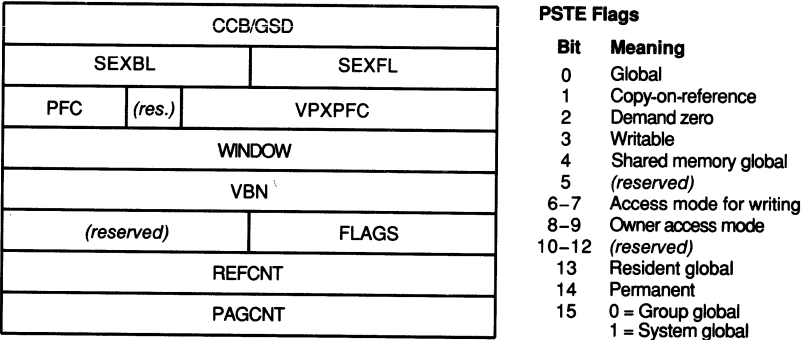 CCB/GSD
SEXBL SEXFL
PFC (res.) VPXPFC
WINDOW
VBN
(reserved) FLAGS
REFCNT
PAGCNT
PSTE Flags
Bit Meaning
0 Global
1 Copy-on-reference
2 Demand zero
3 Writable
4 Shared memory global
5 (reserved)
6–7 Access mode for writing
8–9 Owner access mode
10–12 (reserved)
13 Resident global
14 Permanent
15 0 = Group global
1 = System global